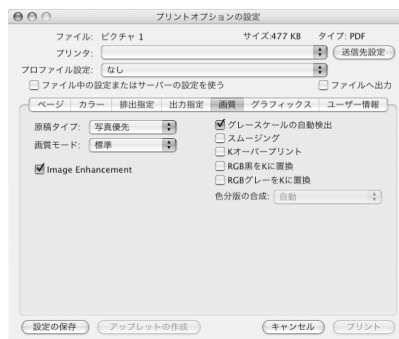 プリントオプションの設定
ファイル: ピクチャ 1 サイズ:477 KB タイプ: PDF
プリンタ: 送信先設定
プロファイル設定: なし
ファイル中の設定またはサーバーの設定を使う ファイルへ出力
ページ カラー 排出指定 出力指定 画質 グラフィックス ユーザー情報
原稿タイプ: 写真優先
画質モード: 標準
Image Enhancement
グレースケールの自動検出
スムージング
Kオーバープリント
RGB黒をKに置換
RGBグレーをKに置換
色分版の合成: 自動
設定の保存 アップレットの作成 キャンセル プリント